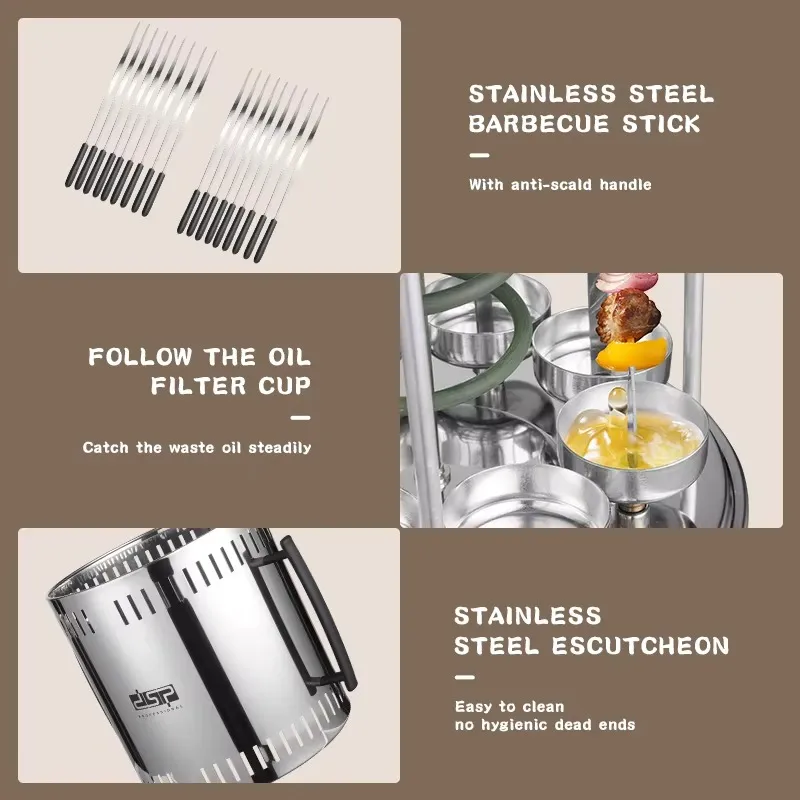 STAINLESS STEEL
BARBECUE STICK
With anti-scald handle
FOLLOW THE OIL
FILTER CUP
Catch the waste oil steadily
dsp
PROFESSIONAL
STAINLESS
STEEL ESCUTCHEON
Easy to clean
no hygienic dead ends